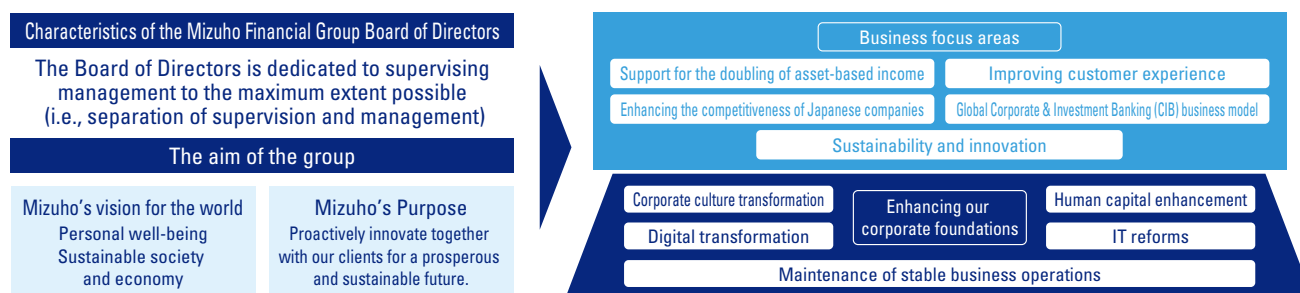 Characteristics of the Mizuho Financial Group Board of Directors
The Board of Directors is dedicated to supervising
management to the maximum extent possible
(i.e., separation of supervision and management)
The aim of the group
Mizuho's vision for the world
Personal well-being
Sustainable society
and economy
Mizuho's Purpose
Proactively innovate together
with our clients for a prosperous
and sustainable future.
Business focus areas
Support for the doubling of asset-based income
Improving customer experience
Enhancing the competitiveness of Japanese companies
Global Corporate & Investment Banking (CIB) business model
Sustainability and innovation
Corporate culture transformation
Enhancing our
corporate foundations
Human capital enhancement
Digital transformation
IT reforms
Maintenance of stable business operations